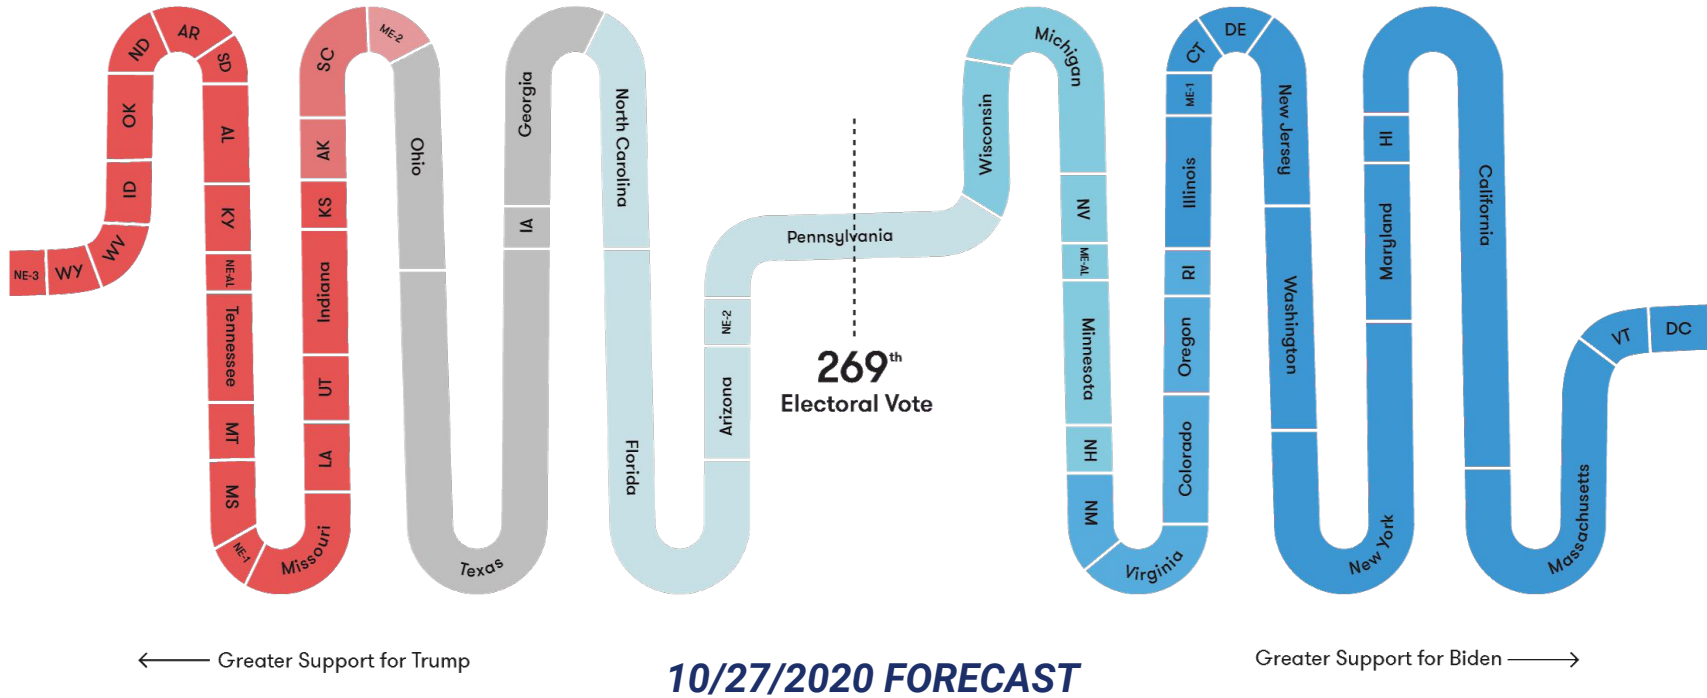 NE-3
WY
WV
ID
OK
ND
AR
SD
AL
KY
NE-AL
Tennessee
MT
MS
NE-1
Missouri
LA
UT
Indiana
KS
AK
SC
ME-2
Ohio
Texas
IA
Georgia
North Carolina
Florida
Arizona
NE-2
Pennsylvania
269th
Electoral Vote
Wisconsin
Michigan
NV
ME-AL
Minnesota
NH
NM
Virginia
Colorado
Oregon
RI
Illinois
ME-1
CT
DE
New Jersey
Washington
New York
Maryland
HI
California
Massachusetts
VT
DC
Greater Support for Trump
10/27/2020 FORECAST
Greater Support for Biden